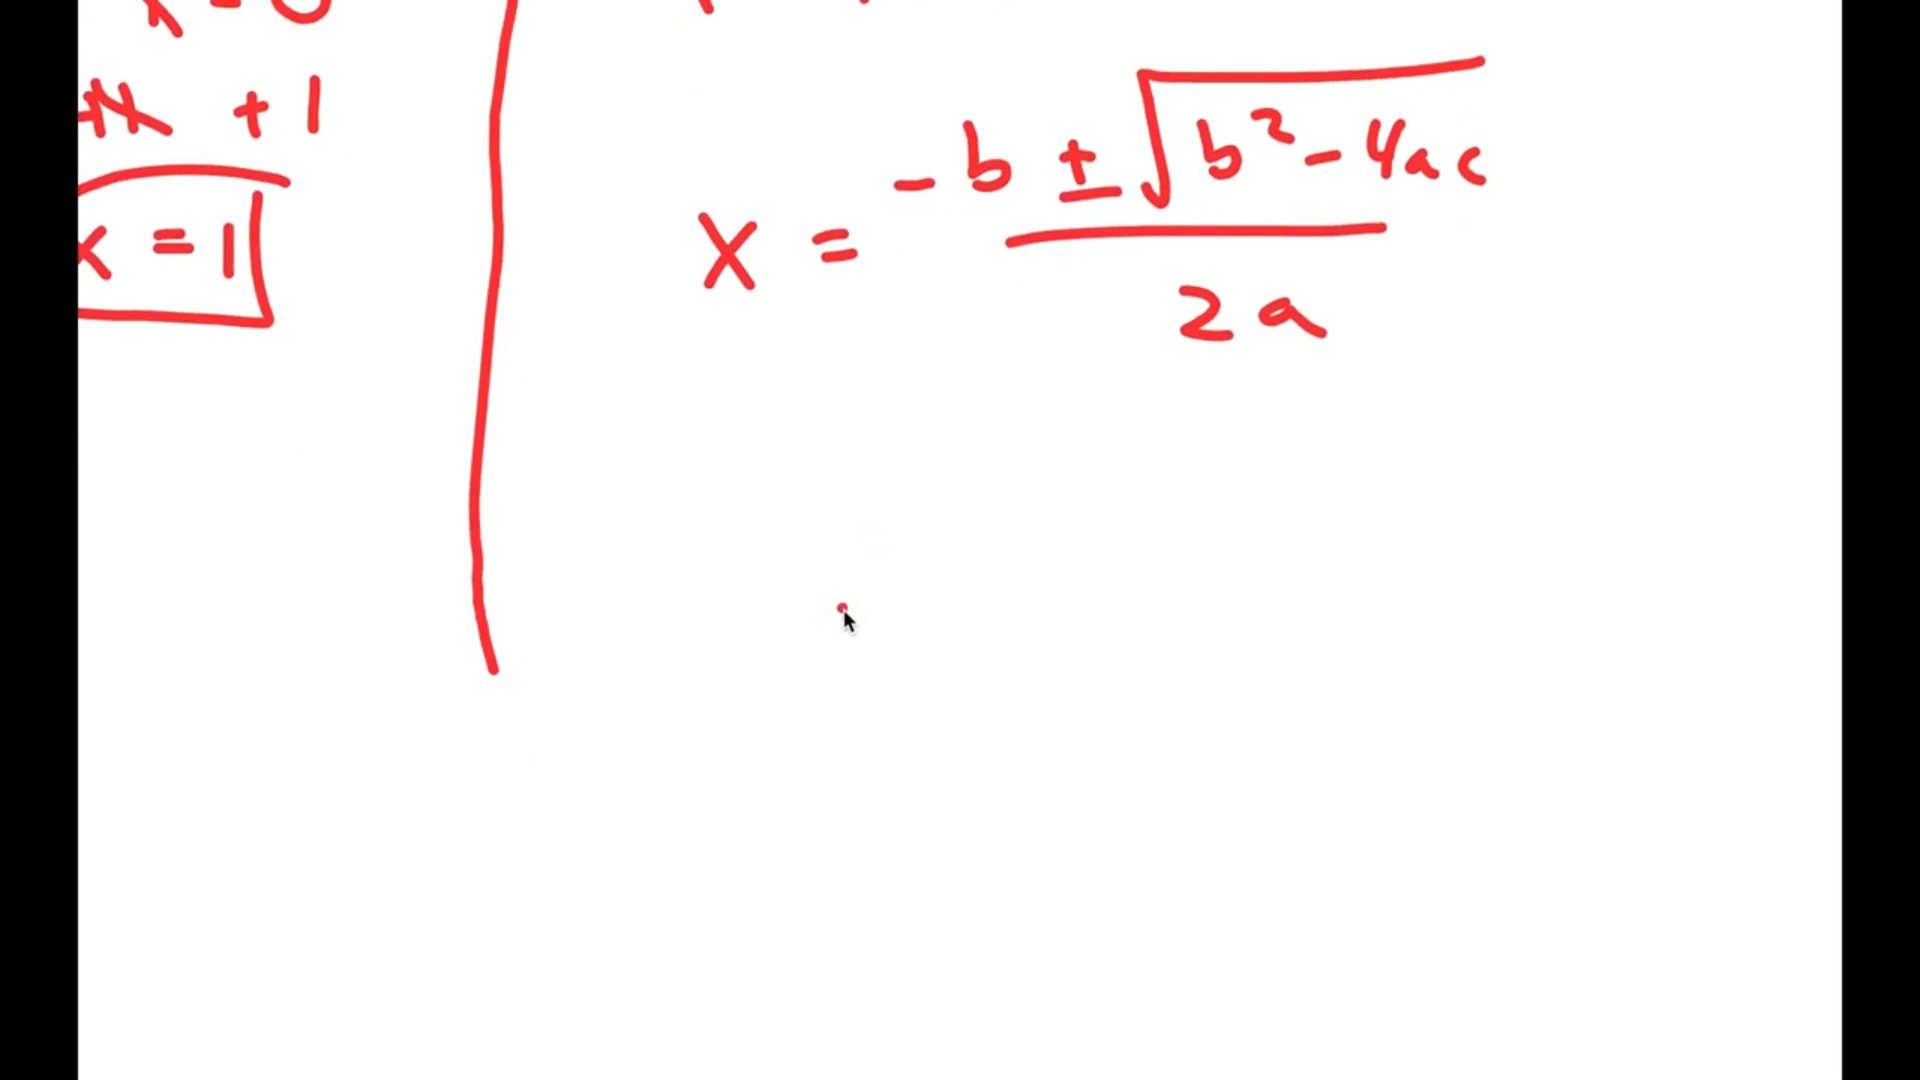 + 1
x = 1
x = -b ± √b² - 4ac
2a